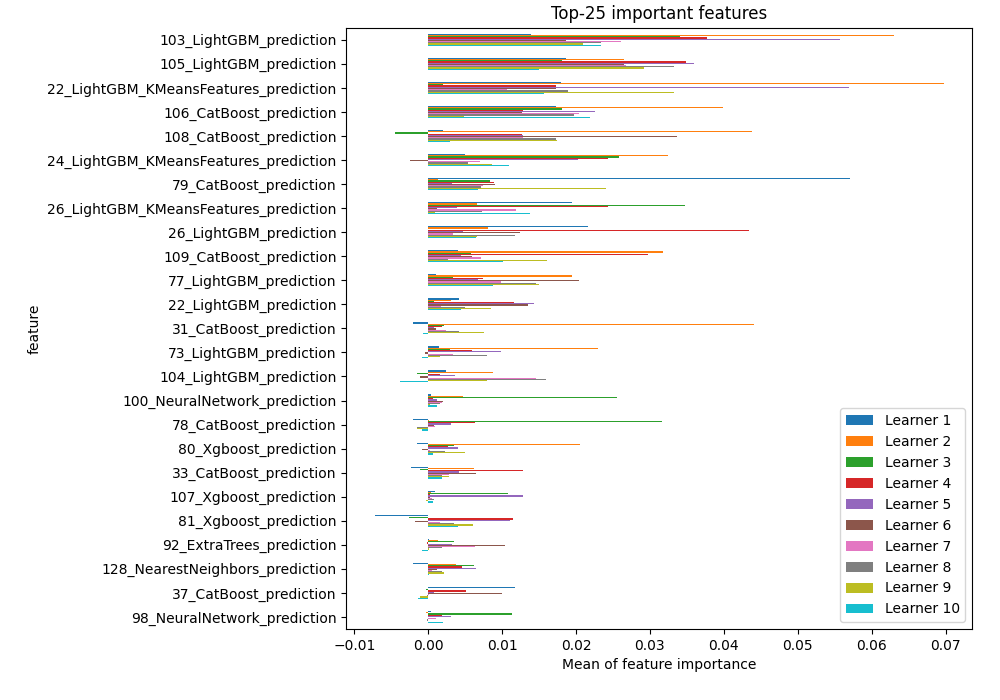 Top-25 important features
103_LightGBM_prediction
105_LightGBM_prediction
22_LightGBM_KMeansFeatures_prediction
106_CatBoost_prediction
108_CatBoost_prediction
24_LightGBM_KMeansFeatures_prediction
79_CatBoost_prediction
26_LightGBM_KMeansFeatures_prediction
26_LightGBM_prediction
109_CatBoost_prediction
77_LightGBM_prediction
22_LightGBM_prediction
31_CatBoost_prediction
73_LightGBM_prediction
104_LightGBM_prediction
100_NeuralNetwork_prediction
78_CatBoost_prediction
80_Xgboost_prediction
33_CatBoost_prediction
107_Xgboost_prediction
81_Xgboost_prediction
92_ExtraTrees_prediction
128_NearestNeighbors_prediction
37_CatBoost_prediction
98_NeuralNetwork_prediction
feature
Learner 1
Learner 2
Learner 3
Learner 4
Learner 5
Learner 6
Learner 7
Learner 8
Learner 9
Learner 10
−0.01 0.00 0.01 0.02 0.03 0.04 0.05 0.06 0.07
Mean of feature importance